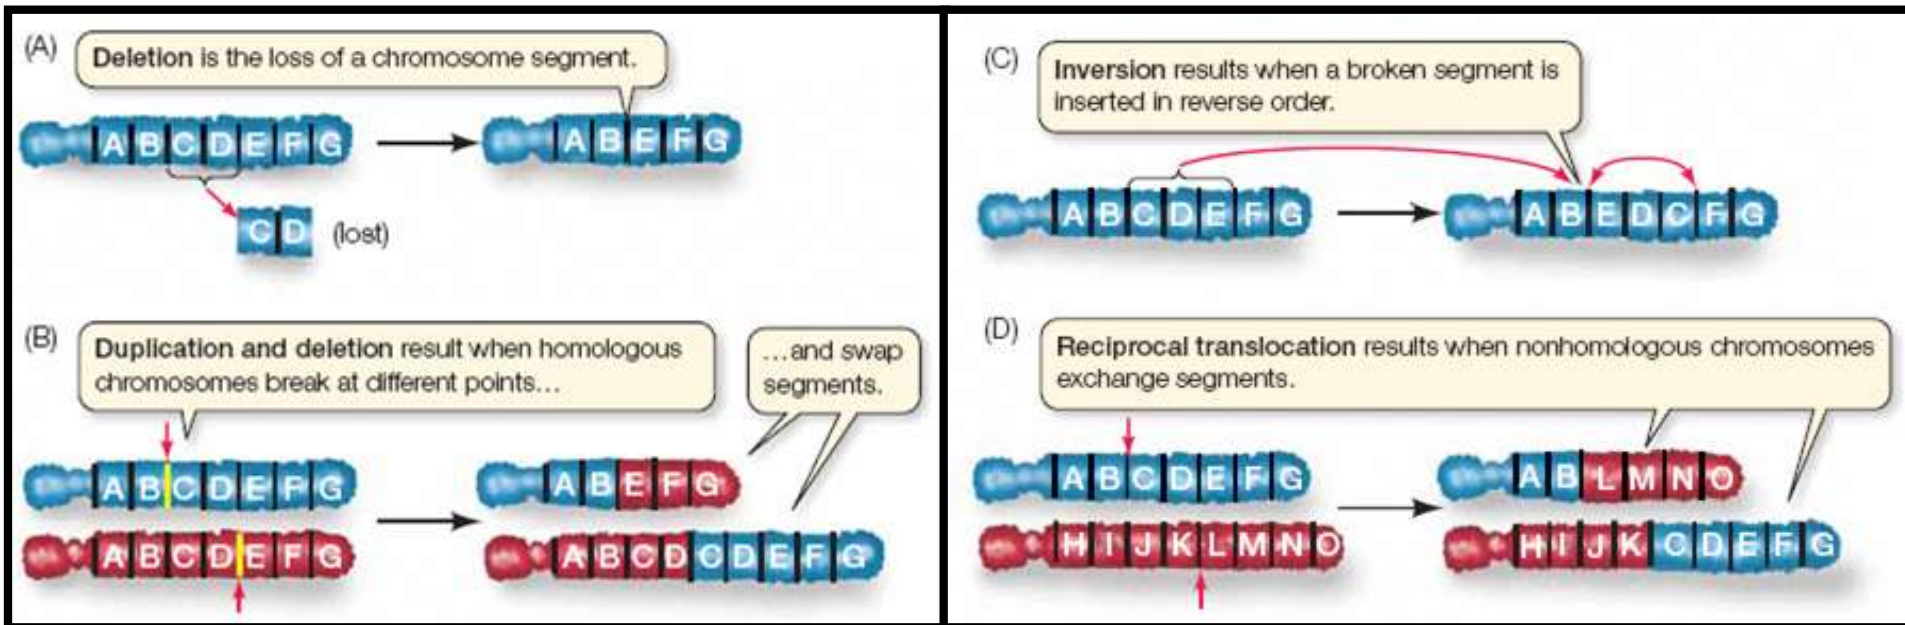 (A)
Deletion is the loss of a chromosome segment.
A B C D E F G
A B E F G
C D (lost)
(B)
Duplication and deletion result when homologous
chromosomes break at different points...
...and swap
segments.
A B C D E F G
A B E F G
A B C D E F G
A B C D C D E F G
(C)
Inversion results when a broken segment is
inserted in reverse order.
A B C D E F G
A B E D C F G
(D)
Reciprocal translocation results when nonhomologous chromosomes
exchange segments.
A B C D E F G
A B L M N O
H I J K L M N O
H I J K C D E F G